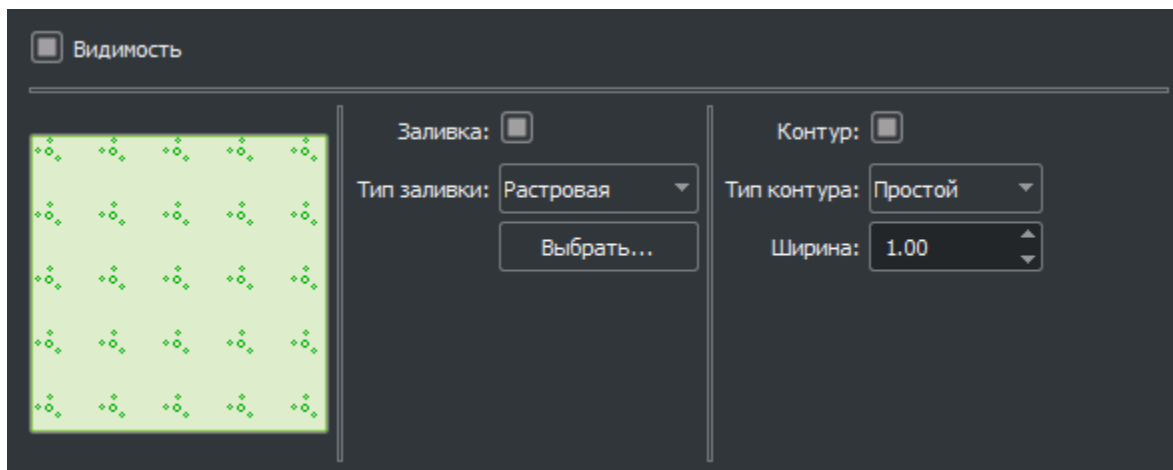 Видимость
Заливка:
Контур:
Тип заливки: Растровая
Тип контура: Простой
Выбрать...
Ширина: 1.00